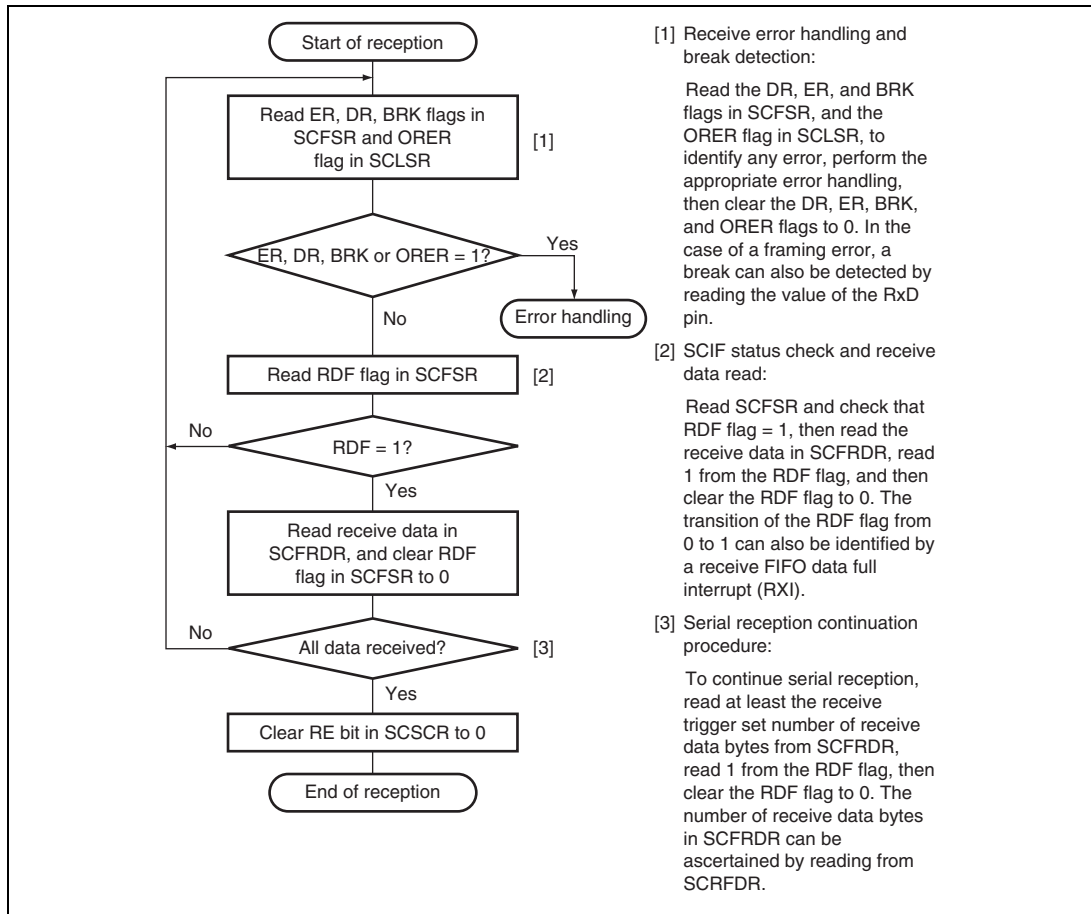 Start of reception
Read ER, DR, BRK flags in
SCFSR and ORER
flag in SCLSR
[1]
ER, DR, BRK or ORER = 1?
Yes
Error handling
No
Read RDF flag in SCFSR
[2]
No
RDF = 1?
Yes
Read receive data in
SCFRDR, and clear RDF
flag in SCFSR to 0
No
All data received?
[3]
Yes
Clear RE bit in SCSCR to 0
End of reception
[1] Receive error handling and
break detection:
Read the DR, ER, and BRK
flags in SCFSR, and the
ORER flag in SCLSR, to
identify any error, perform the
appropriate error handling,
then clear the DR, ER, BRK,
and ORER flags to 0. In the
case of a framing error, a
break can also be detected by
reading the value of the RxD
pin.
[2] SCIF status check and receive
data read:
Read SCFSR and check that
RDF flag = 1, then read the
receive data in SCFRDR, read
1 from the RDF flag, and then
clear the RDF flag to 0. The
transition of the RDF flag from
0 to 1 can also be identified by
a receive FIFO data full
interrupt (RXI).
[3] Serial reception continuation
procedure:
To continue serial reception,
read at least the receive
trigger set number of receive
data bytes from SCFRDR,
read 1 from the RDF flag, then
clear the RDF flag to 0. The
number of receive data bytes
in SCFRDR can be
ascertained by reading from
SCRFDR.